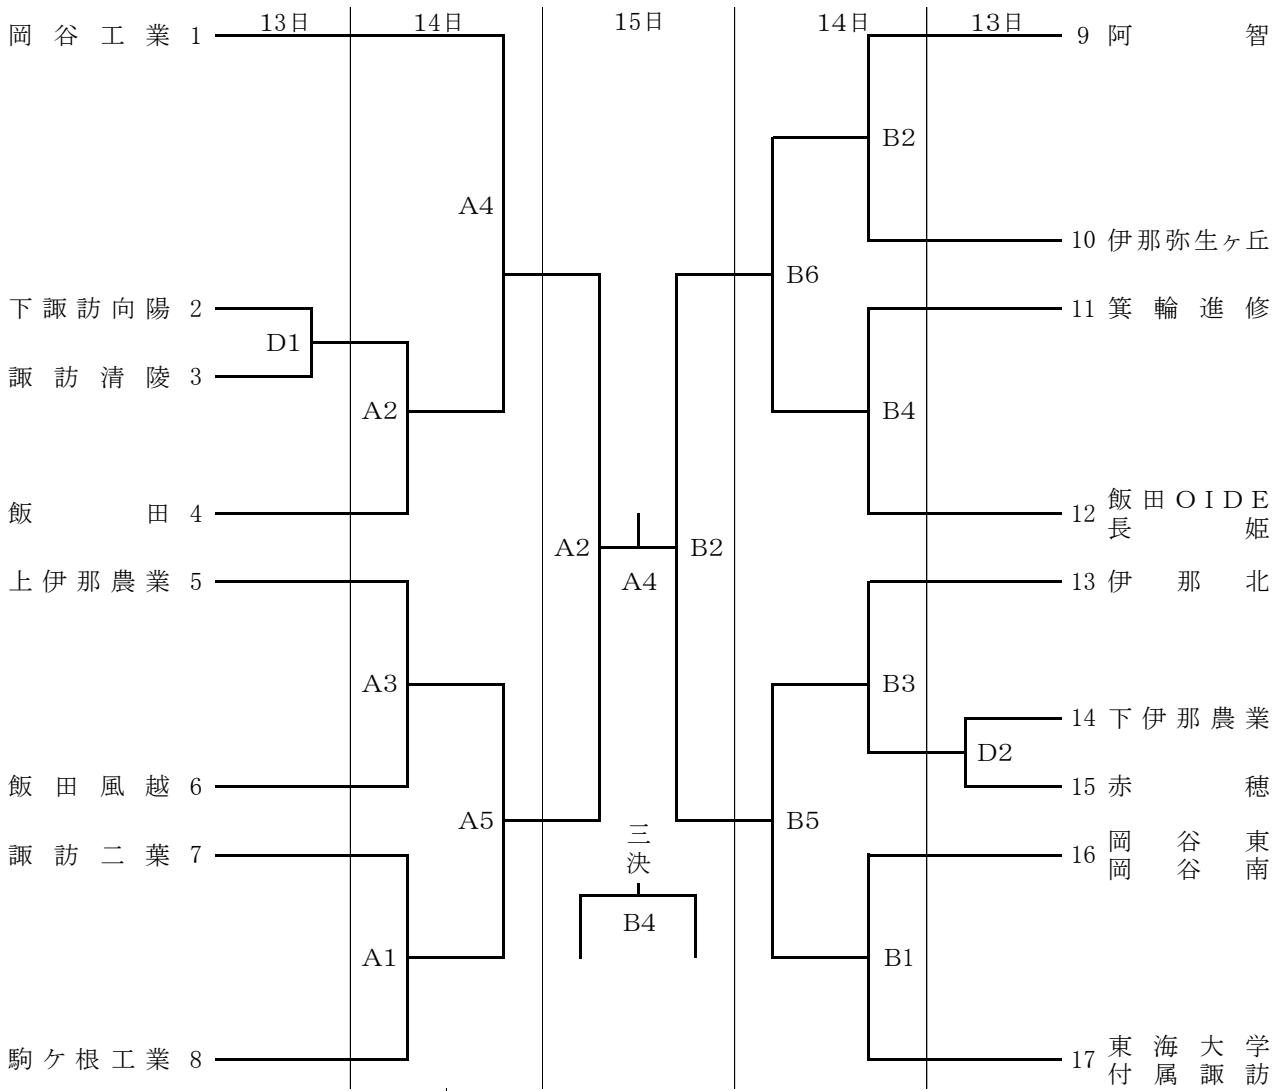 13日 14日 15日 14日 13日
岡谷工業 1
9 阿智
B2
A4
10 伊那弥生ヶ丘
B6
下諏訪向陽 2
11 箕輪進修
D1
諏訪清陵 3
A2
B4
飯田 4
12 飯田OIDE
長姫
A2
B2
A4
上伊那農業 5
13 伊那北
A3
B3
14 下伊那農業
D2
飯田風越 6
15 赤穂
A5
B5
三決
諏訪二葉 7
16 岡谷東
岡谷南
B4
A1
B1
駒ケ根工業 8
17 東海大学
付属諏訪